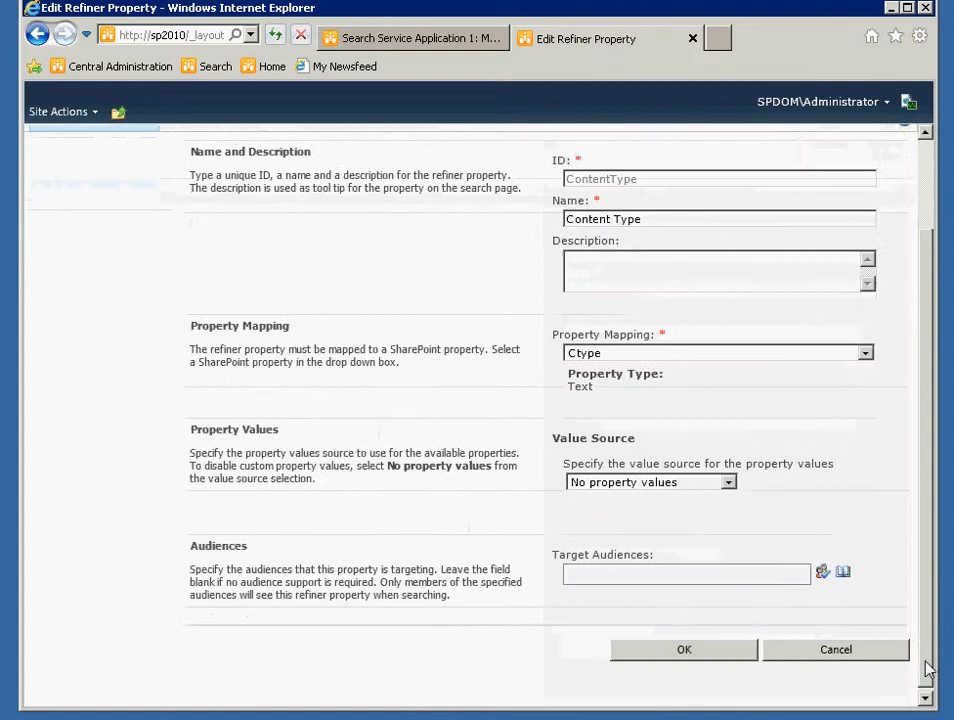 Edit Refiner Property - Windows Internet Explorer
http://sp2010/_layout
Search Service Application 1: M...
Edit Refiner Property
Central Administration
Search
Home
My Newsfeed
Site Actions
SPDOM\Administrator
Name and Description
Type a unique ID, a name and a description for the refiner property.
The description is used as tool tip for the property on the search page.
ID: *
ContentType
Name: *
Content Type
Description:
Property Mapping
The refiner property must be mapped to a SharePoint property. Select
a SharePoint property in the drop down box.
Property Mapping: *
Ctype
Property Type:
Text
Property Values
Specify the property values source to use for the available properties.
To disable custom property values, select No property values from
the value source selection.
Value Source
Specify the value source for the property values
No property values
Audiences
Specify the audiences that this property is targeting. Leave the field
blank if no audience support is required. Only members of the specified
audiences will see this refiner property when searching.
Target Audiences:
OK
Cancel